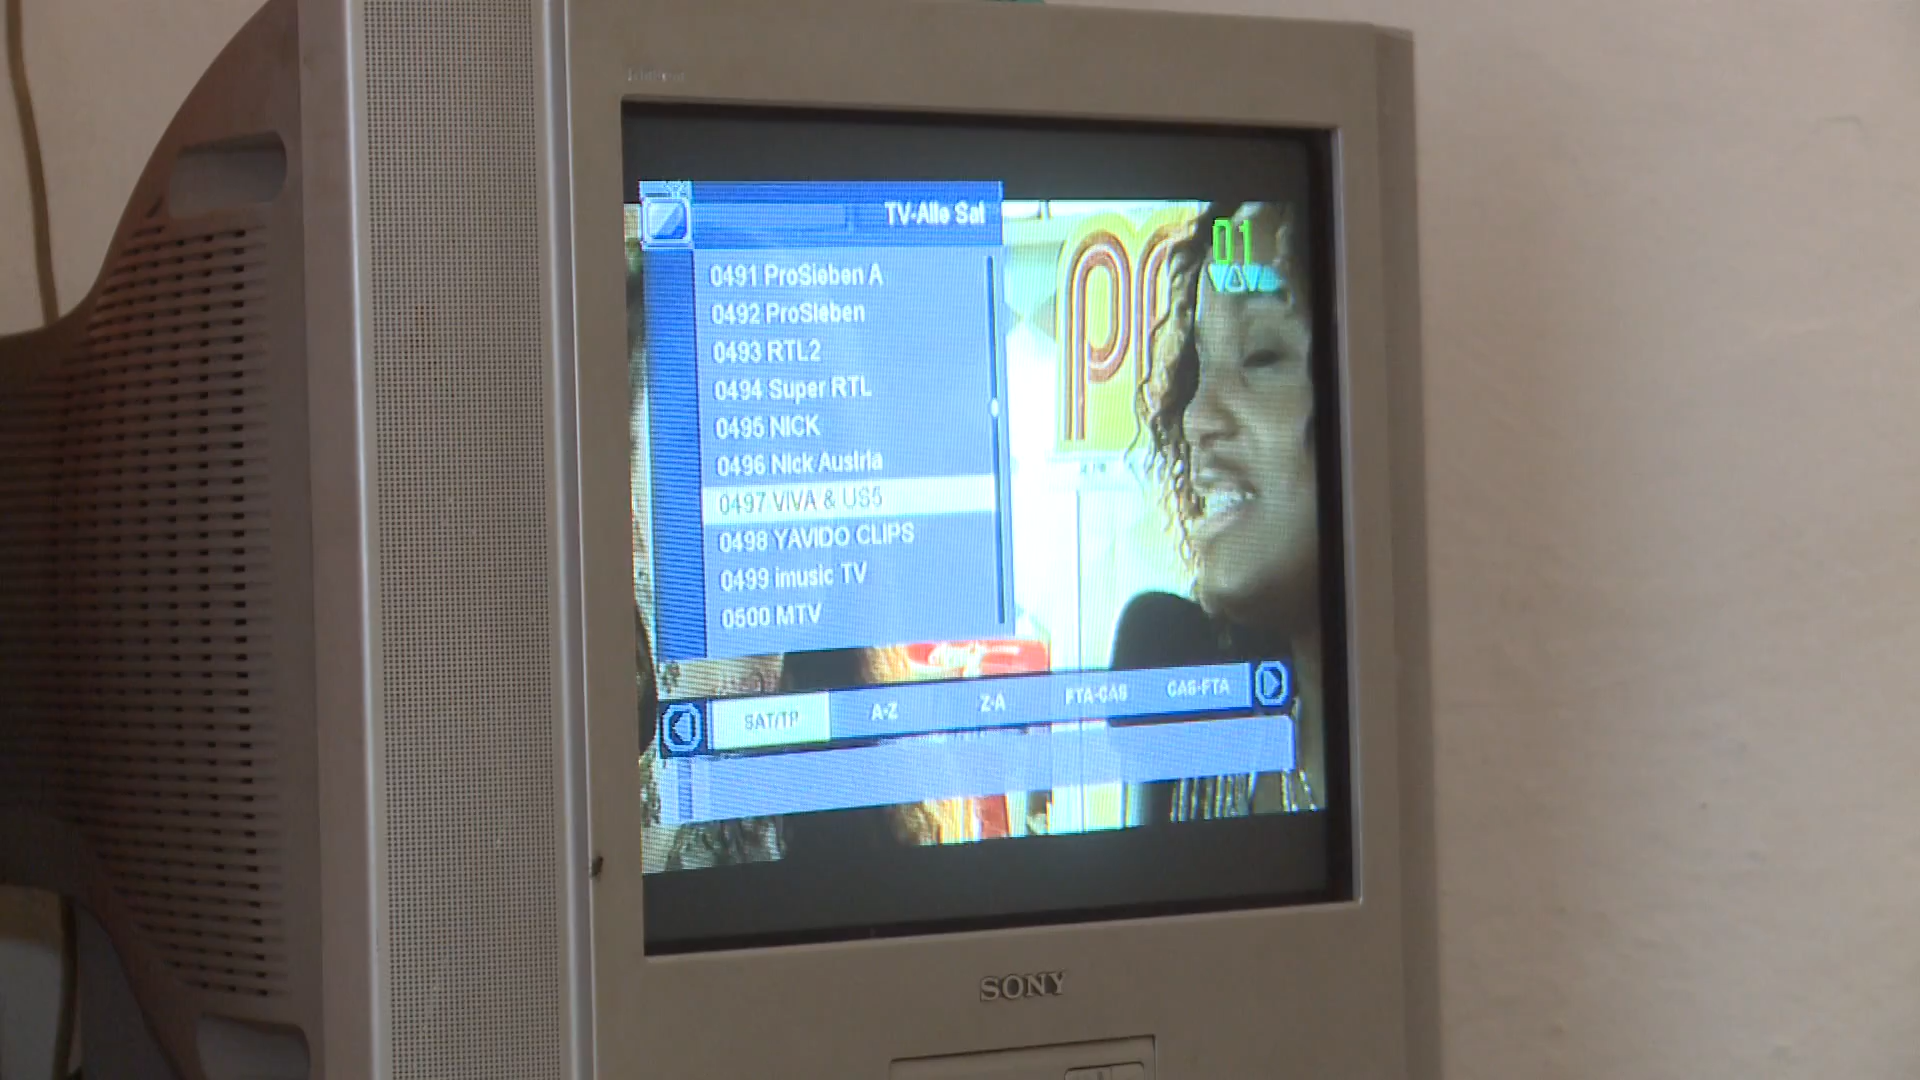 TV-Alle Sat
0491 ProSieben A
0492 ProSieben
0493 RTL2
0494 Super RTL
0495 NICK
0496 Nick Austria
0497 VIVA & US5
0498 YAVIDO CLIPS
0499 imusic TV
0500 MTV
01
VIVA
SAT/TP
A-Z
Z-A
FTA-CAS
CAS-FTA
SONY